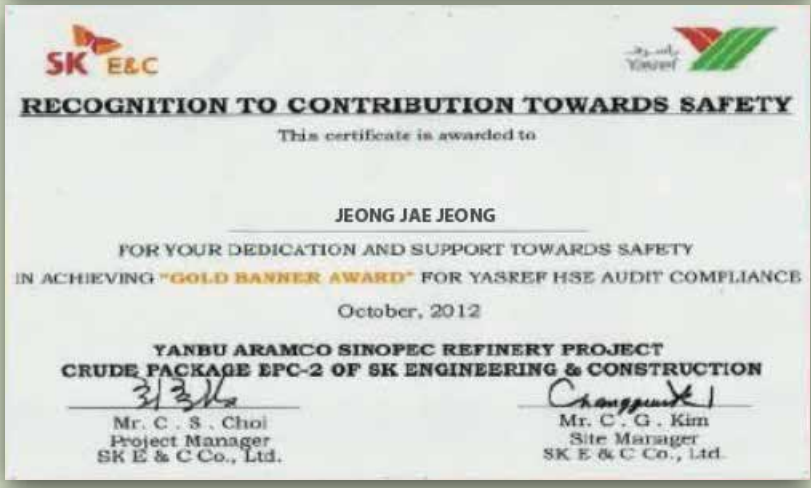 SK E&C
ياسرف
Yasref
RECOGNITION TO CONTRIBUTION TOWARDS SAFETY
This certificate is awarded to
JEONG JAE JEONG
FOR YOUR DEDICATION AND SUPPORT TOWARDS SAFETY
IN ACHIEVING "GOLD BANNER AWARD" FOR YASREF HSE AUDIT COMPLIANCE
October, 2012
YANBU ARAMCO SINOPEC REFINERY PROJECT
CRUDE PACKAGE EPC-2 OF SK ENGINEERING & CONSTRUCTION
Mr. C . S . Choi
Project Manager
SK E & C Co., Ltd.
Mr. C . G . Kim
Site Manager
SK E & C Co., Ltd.